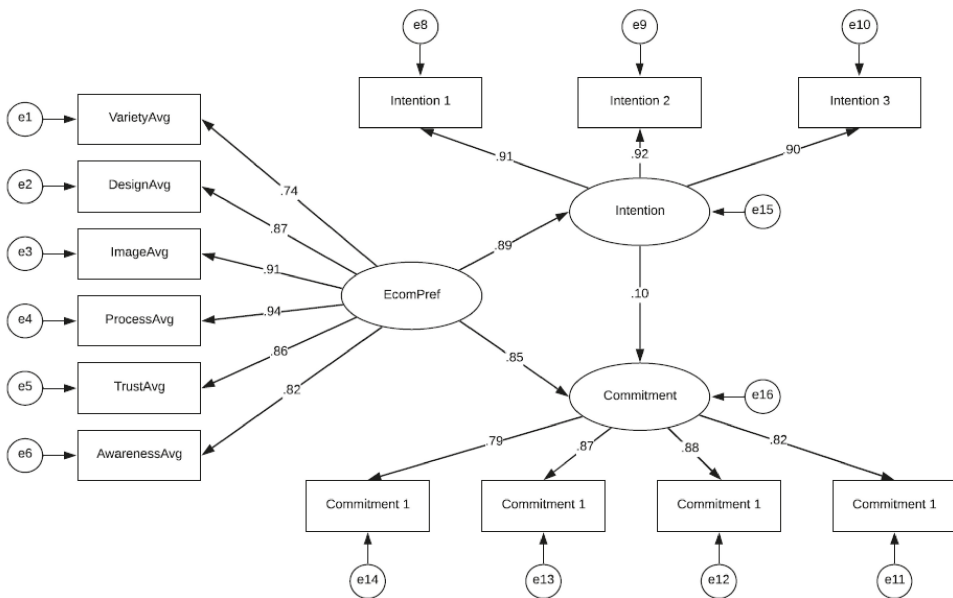 e8
e9
e10
Intention 1
Intention 2
Intention 3
e1
VarietyAvg
e2
DesignAvg
e3
ImageAvg
e4
ProcessAvg
e5
TrustAvg
e6
AwarenessAvg
.74
.87
.91
.94
.86
.82
EcomPref
.91
.92
.90
Intention
e15
.89
.10
.85
Commitment
e16
.79
.87
.88
.82
Commitment 1
Commitment 1
Commitment 1
Commitment 1
e14
e13
e12
e11